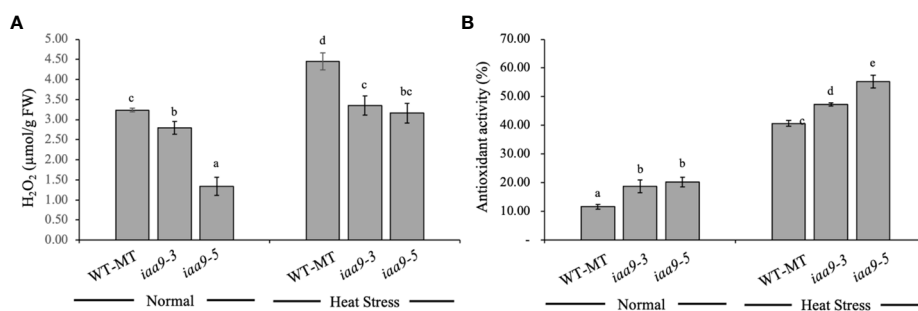 A
H₂O₂ (µmol/g FW)
5.00
4.50
4.00
3.50
3.00
2.50
2.00
1.50
1.00
0.50
0.00
c
b
a
d
c
bc
WT-MT
iaa9-3
iaa9-5
WT-MT
iaa9-3
iaa9-5
Normal
Heat Stress
B
Antioxidant activity (%)
70.00
60.00
50.00
40.00
30.00
20.00
10.00
-
a
b
b
c
d
e
WT-MT
iaa9-3
iaa9-5
WT-MT
iaa9-3
iaa9-5
Normal
Heat Stress